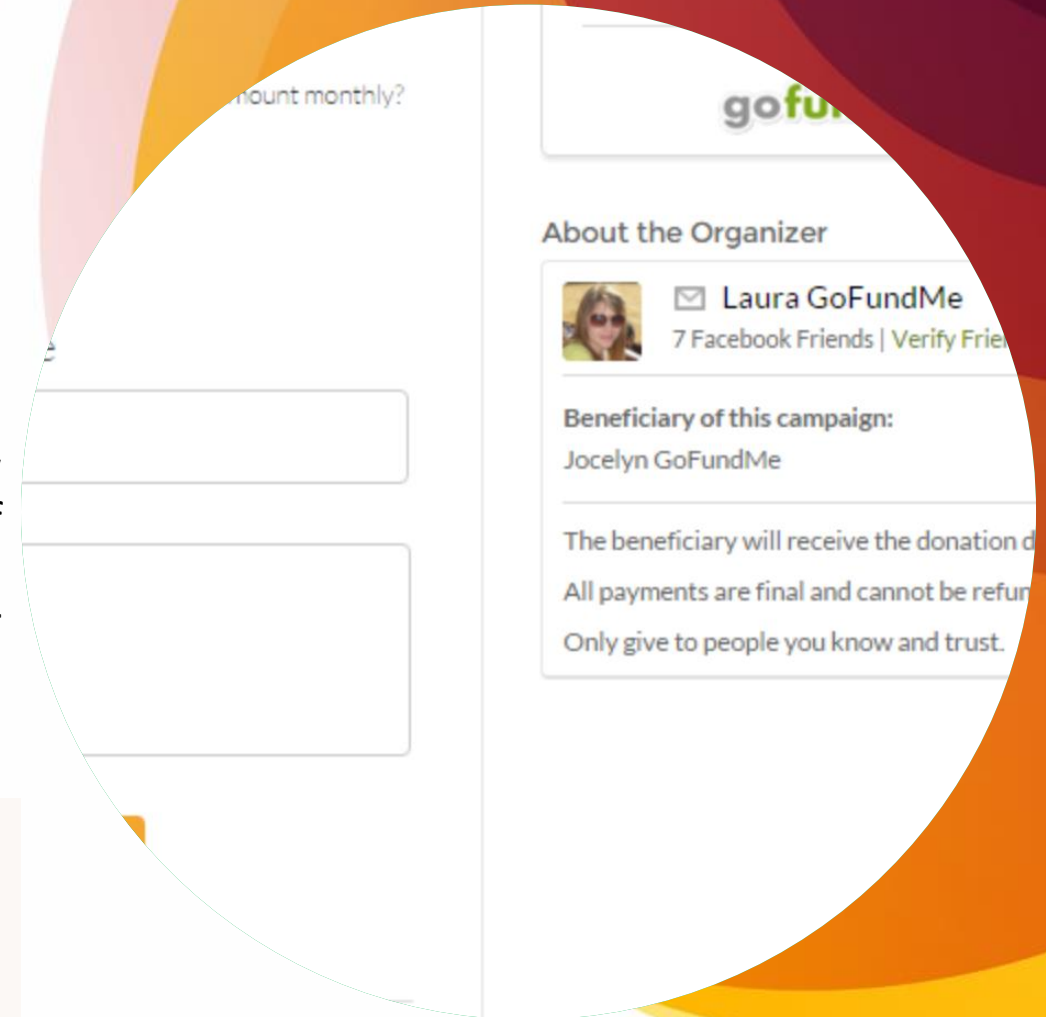 mount monthly?
gofu
About the Organizer
Laura GoFundMe
7 Facebook Friends | Verify Frie
Beneficiary of this campaign:
Jocelyn GoFundMe
The beneficiary will receive the donation d
All payments are final and cannot be refun
Only give to people you know and trust.